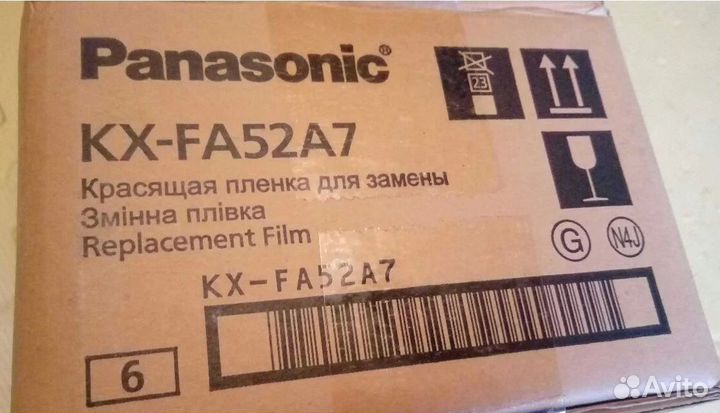 Panasonic®
KX-FA52A7
Красящая пленка для замены
Змінна плівка
Replacement Film
23
G
N4J
KX-FA52A7
6
Avito